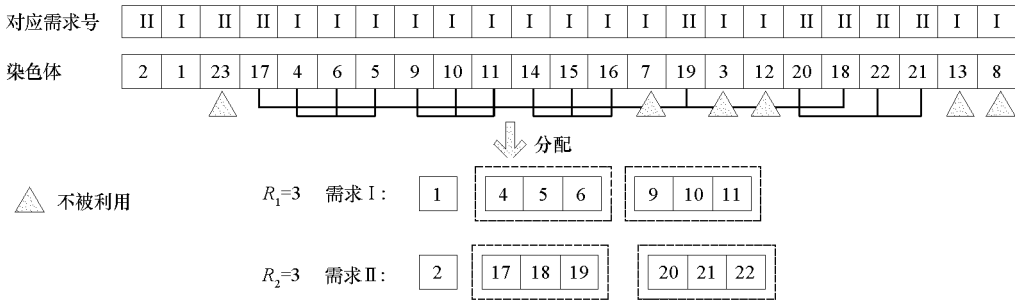 对应需求号 II I II II I I I I I I I I I I II I I II II II II I I
染色体 2 1 23 17 4 6 5 9 10 11 14 15 16 7 19 3 12 20 18 22 21 13 8
分配
不被利用 R₁=3 需求 I: 1 4 5 6 9 10 11
R₂=3 需求 II: 2 17 18 19 20 21 22